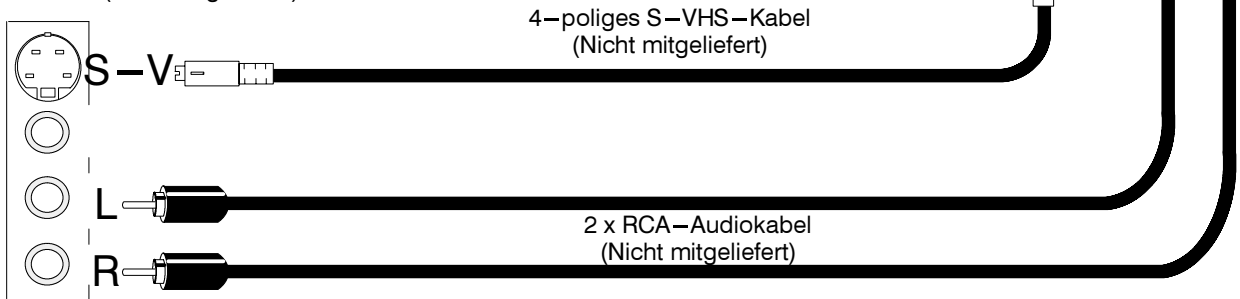 4–poliges S–VHS–Kabel
(Nicht mitgeliefert)
S–V
L
2 x RCA–Audiokabel
(Nicht mitgeliefert)
R